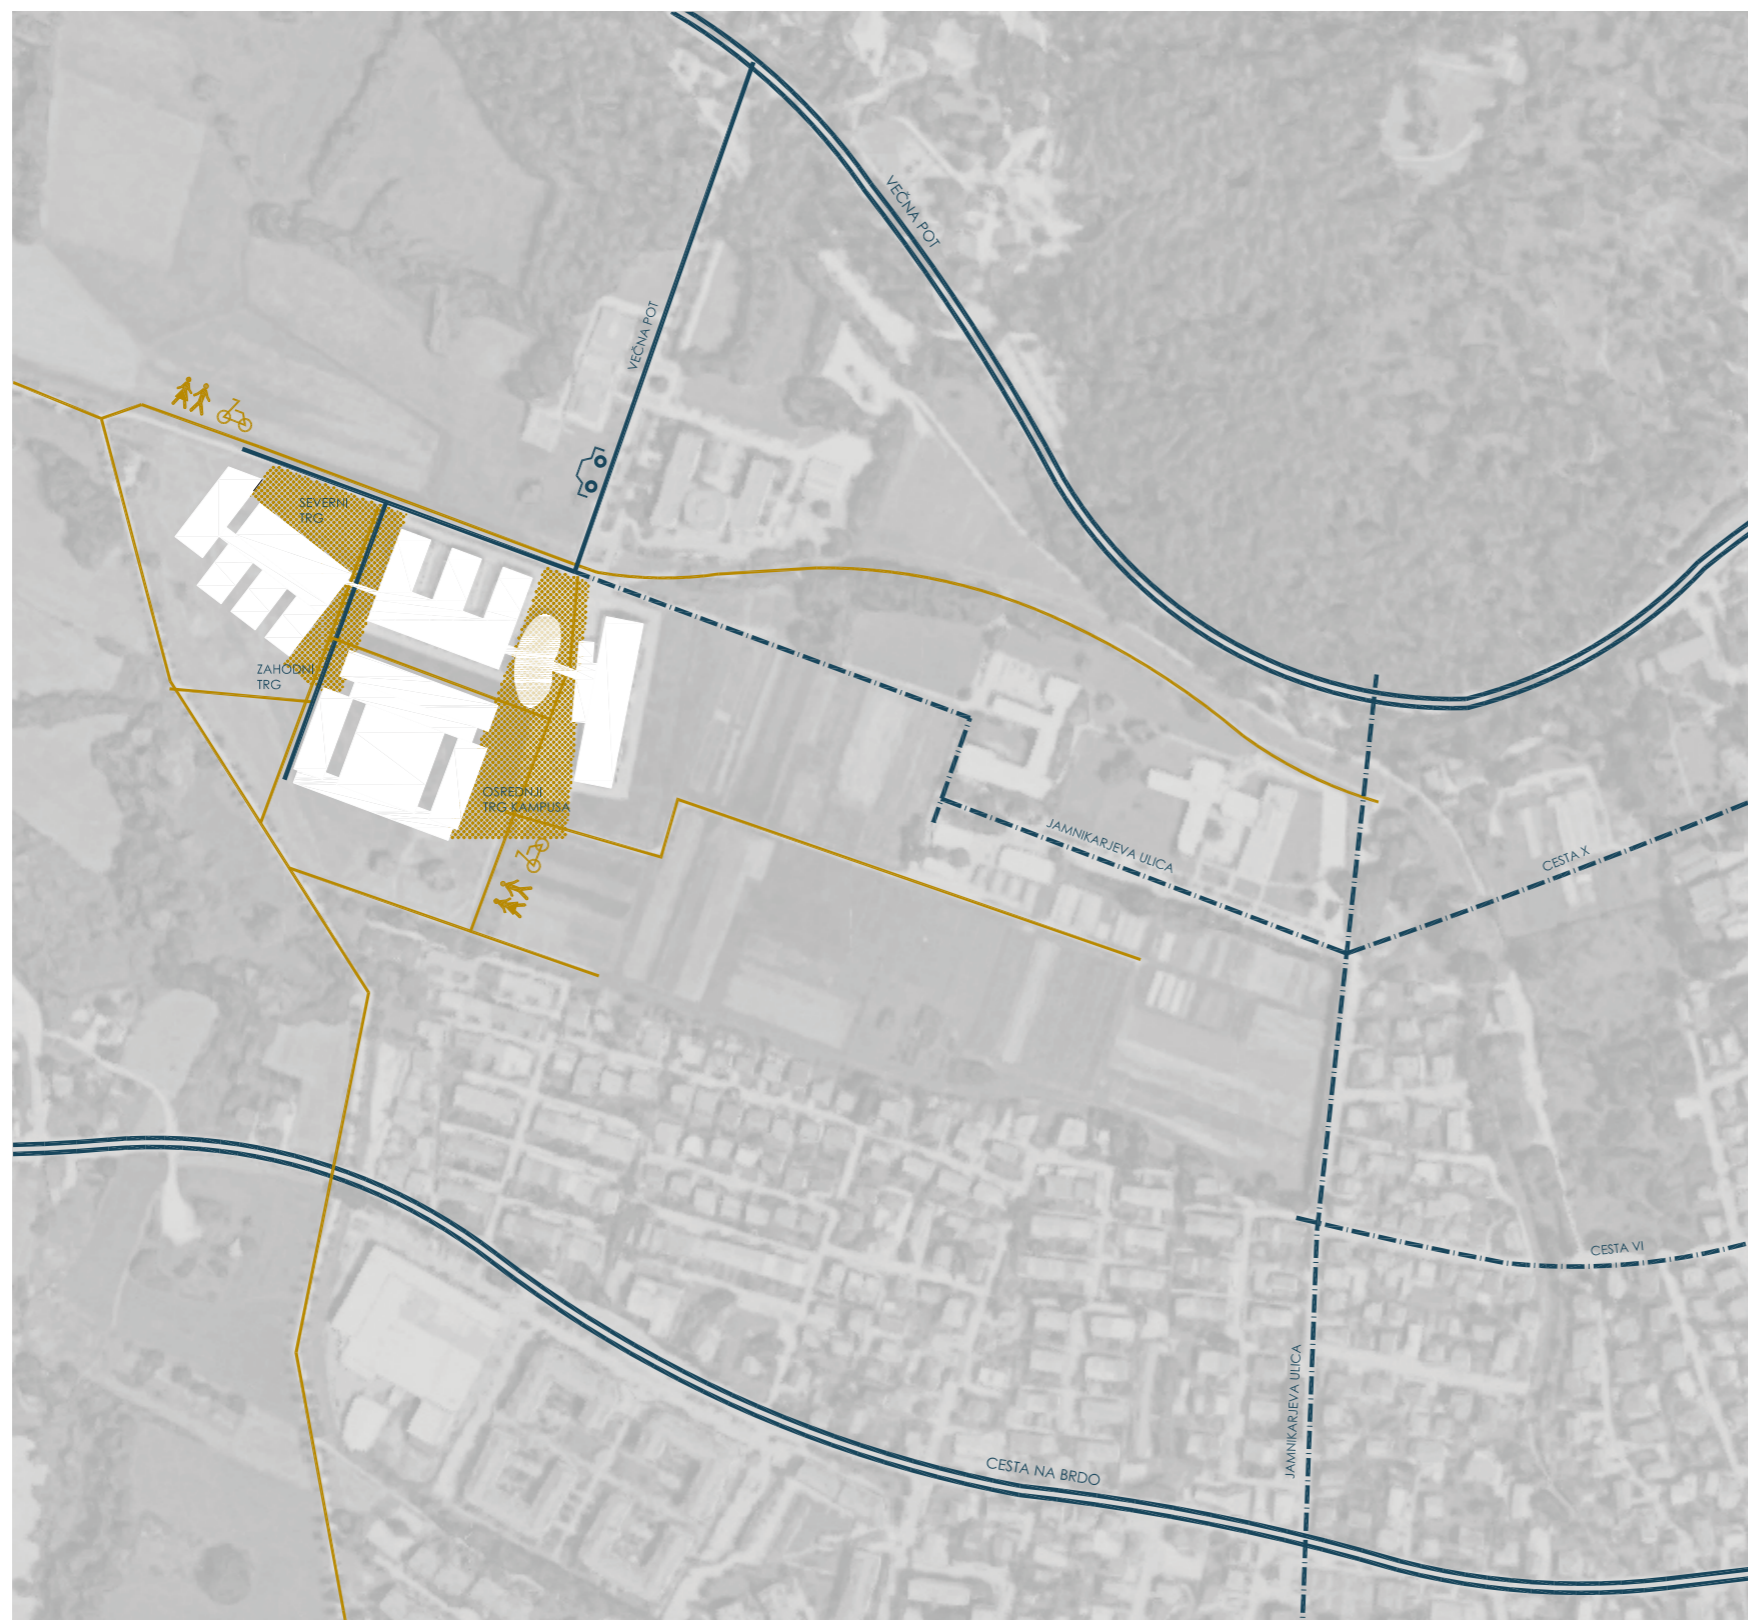 VEČNA POT
VEČNA POT
SEVERNI
TRG
ZAHODNI
TRG
OSREDNJI
TRG KAMPUSA
JAMNIKARJEVA ULICA
CESTA X
CESTA VI
JAMNIKARJEVA ULICA
CESTA NA BRDO